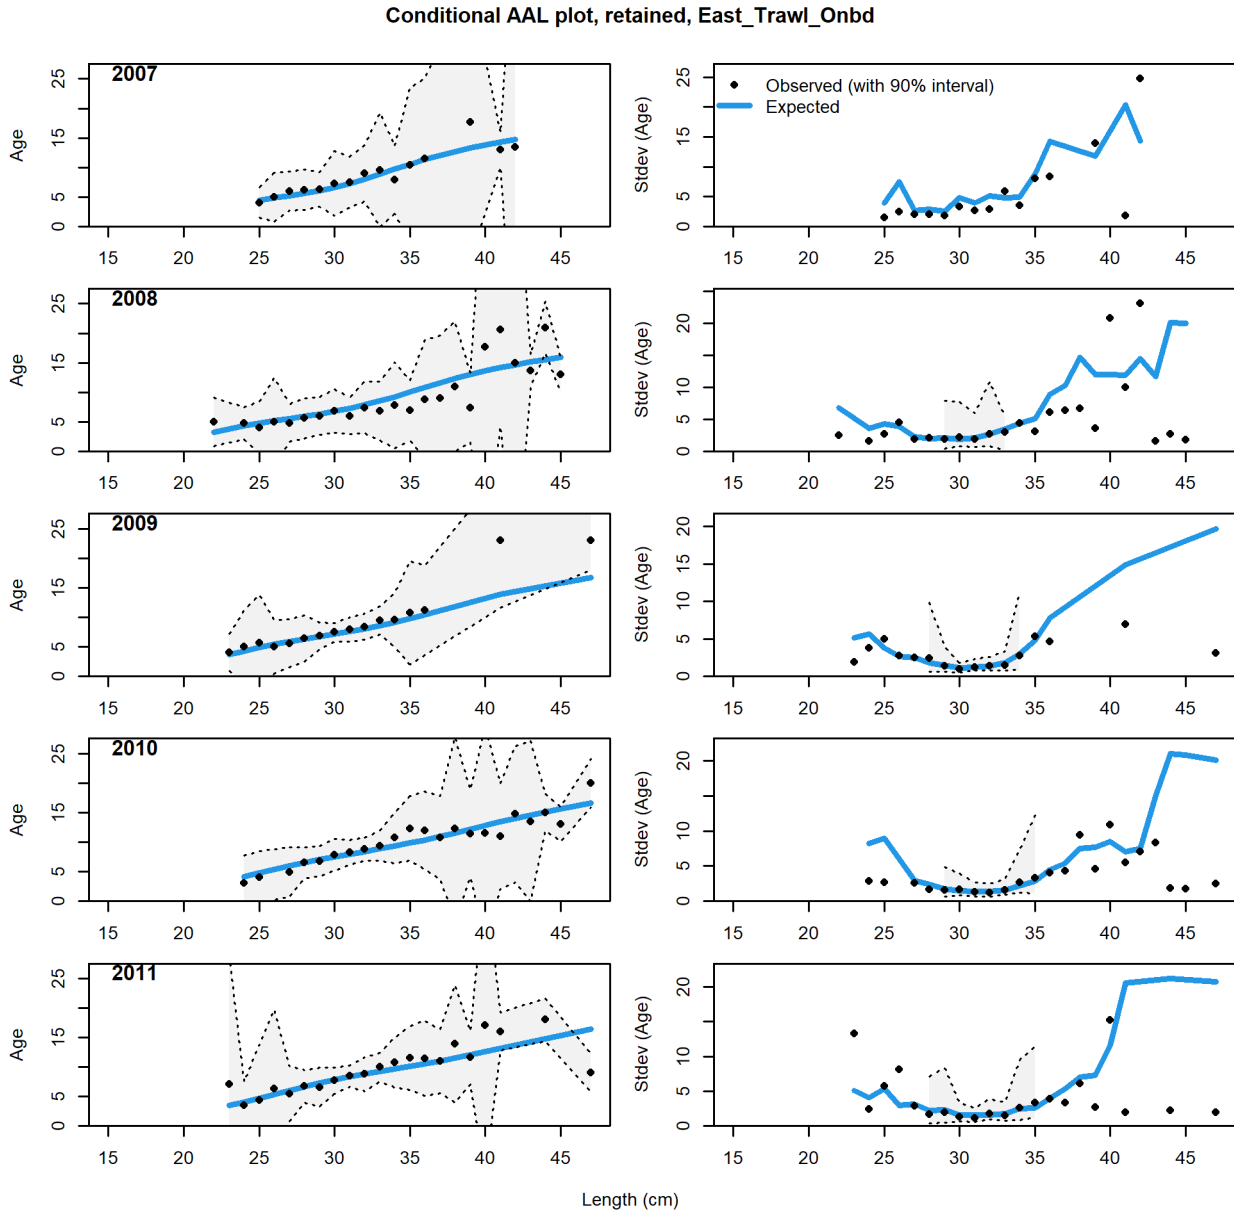 Conditional AAL plot, retained, East_Trawl_Onbd
2007
Age
0 5 15 25
15 20 25 30 35 40 45
Observed (with 90% interval)
Expected
Stdev (Age)
0 5 15 25
15 20 25 30 35 40 45
2008
Age
0 5 15 25
15 20 25 30 35 40 45
Stdev (Age)
0 5 10 20
15 20 25 30 35 40 45
2009
Age
0 5 15 25
15 20 25 30 35 40 45
Stdev (Age)
0 5 10 15 20
15 20 25 30 35 40 45
2010
Age
0 5 15 25
15 20 25 30 35 40 45
Stdev (Age)
0 5 10 20
15 20 25 30 35 40 45
2011
Age
0 5 15 25
15 20 25 30 35 40 45
Stdev (Age)
0 5 10 20
15 20 25 30 35 40 45
Length (cm)